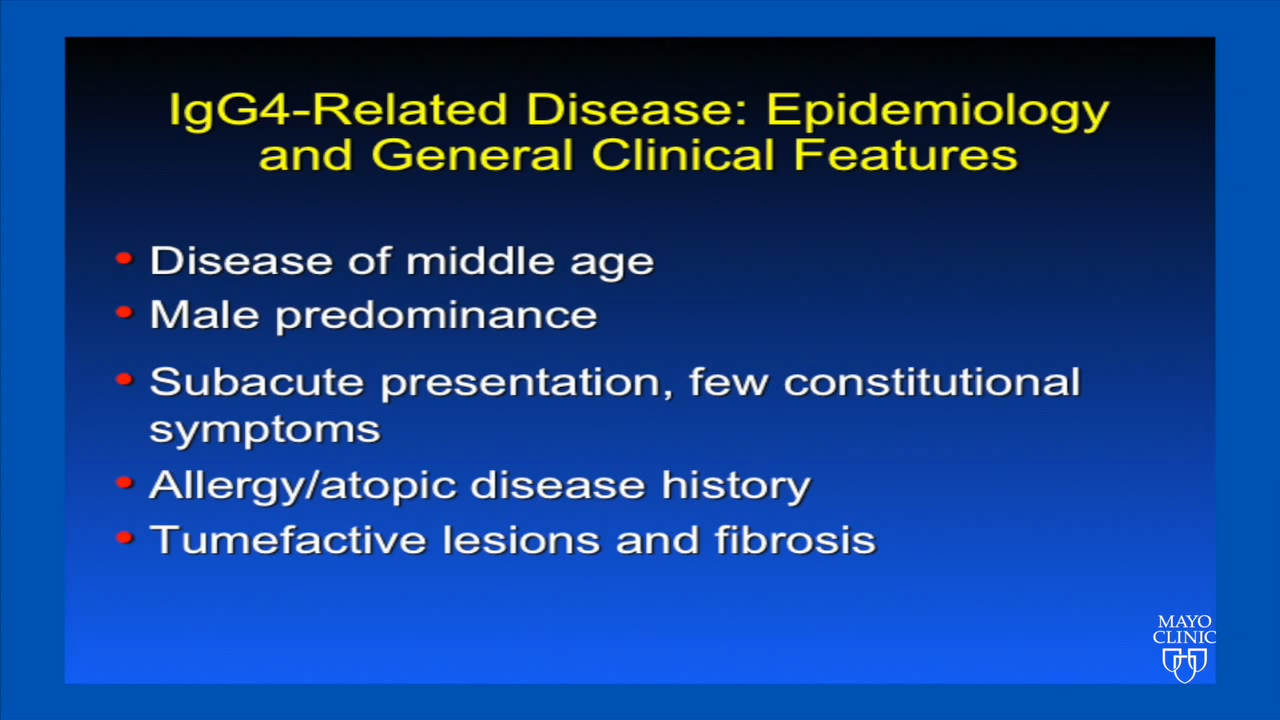 IgG4-Related Disease: Epidemiology
and General Clinical Features
• Disease of middle age
• Male predominance
• Subacute presentation, few constitutional
symptoms
• Allergy/atopic disease history
• Tumefactive lesions and fibrosis
MAYO
CLINIC